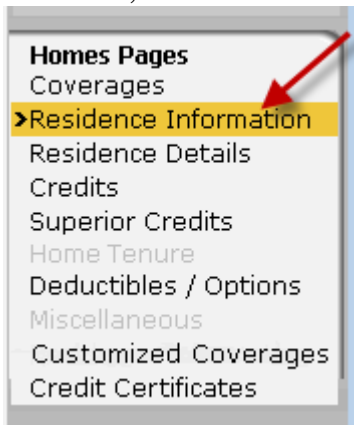 Homes Pages
Coverages
>Residence Information
Residence Details
Credits
Superior Credits
Home Tenure
Deductibles / Options
Miscellaneous
Customized Coverages
Credit Certificates